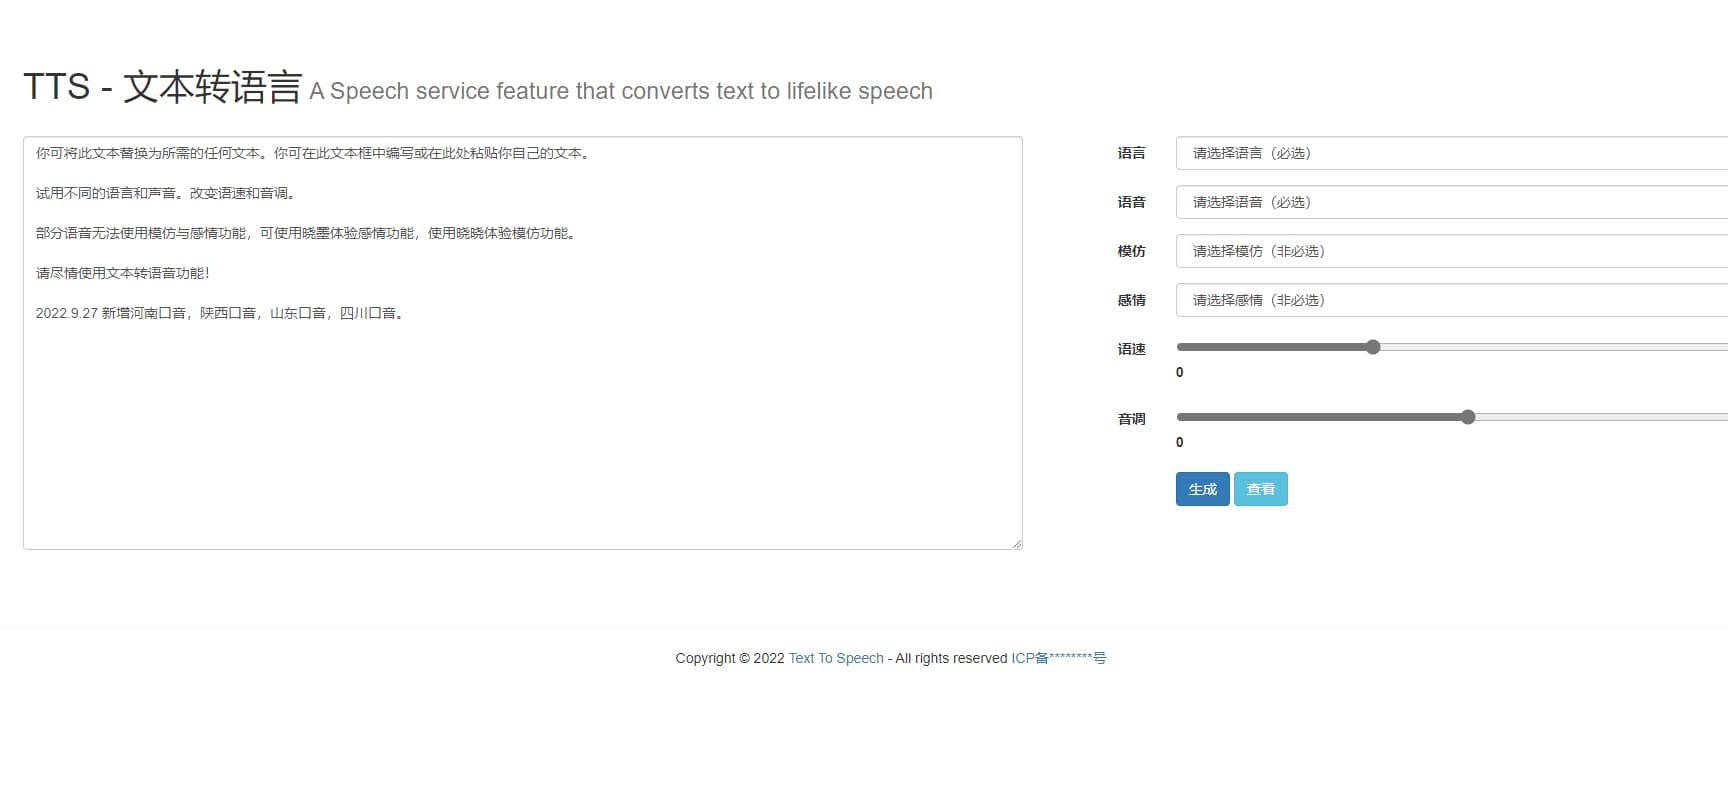 TTS - 文本转语言 A Speech service feature that converts text to lifelike speech
你可将此文本替换为所需的任何文本。你可在此文本框中编写或在此处粘贴你自己的文本。
试用不同的语言和声音。改变语速和音调。
部分语音无法使用模仿与感情功能，可使用晓墨体验感情功能，使用晓晓体验模仿功能。
请尽情使用文本转语音功能！
2022.9.27 新增河南口音，陕西口音，山东口音，四川口音。
语言 请选择语言（必选）
语音 请选择语音（必选）
模仿 请选择模仿（非必选）
感情 请选择感情（非必选）
语速
0
音调
0
生成 查看
Copyright © 2022 Text To Speech - All rights reserved ICP备********号